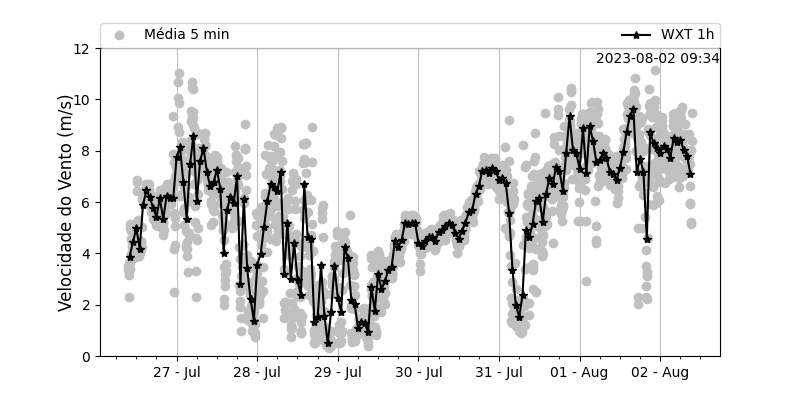 Média 5 min
WXT 1h
2023-08-02 09:34
Velocidade do Vento (m/s)
12
10
8
6
4
2
0
27 - Jul
28 - Jul
29 - Jul
30 - Jul
31 - Jul
01 - Aug
02 - Aug